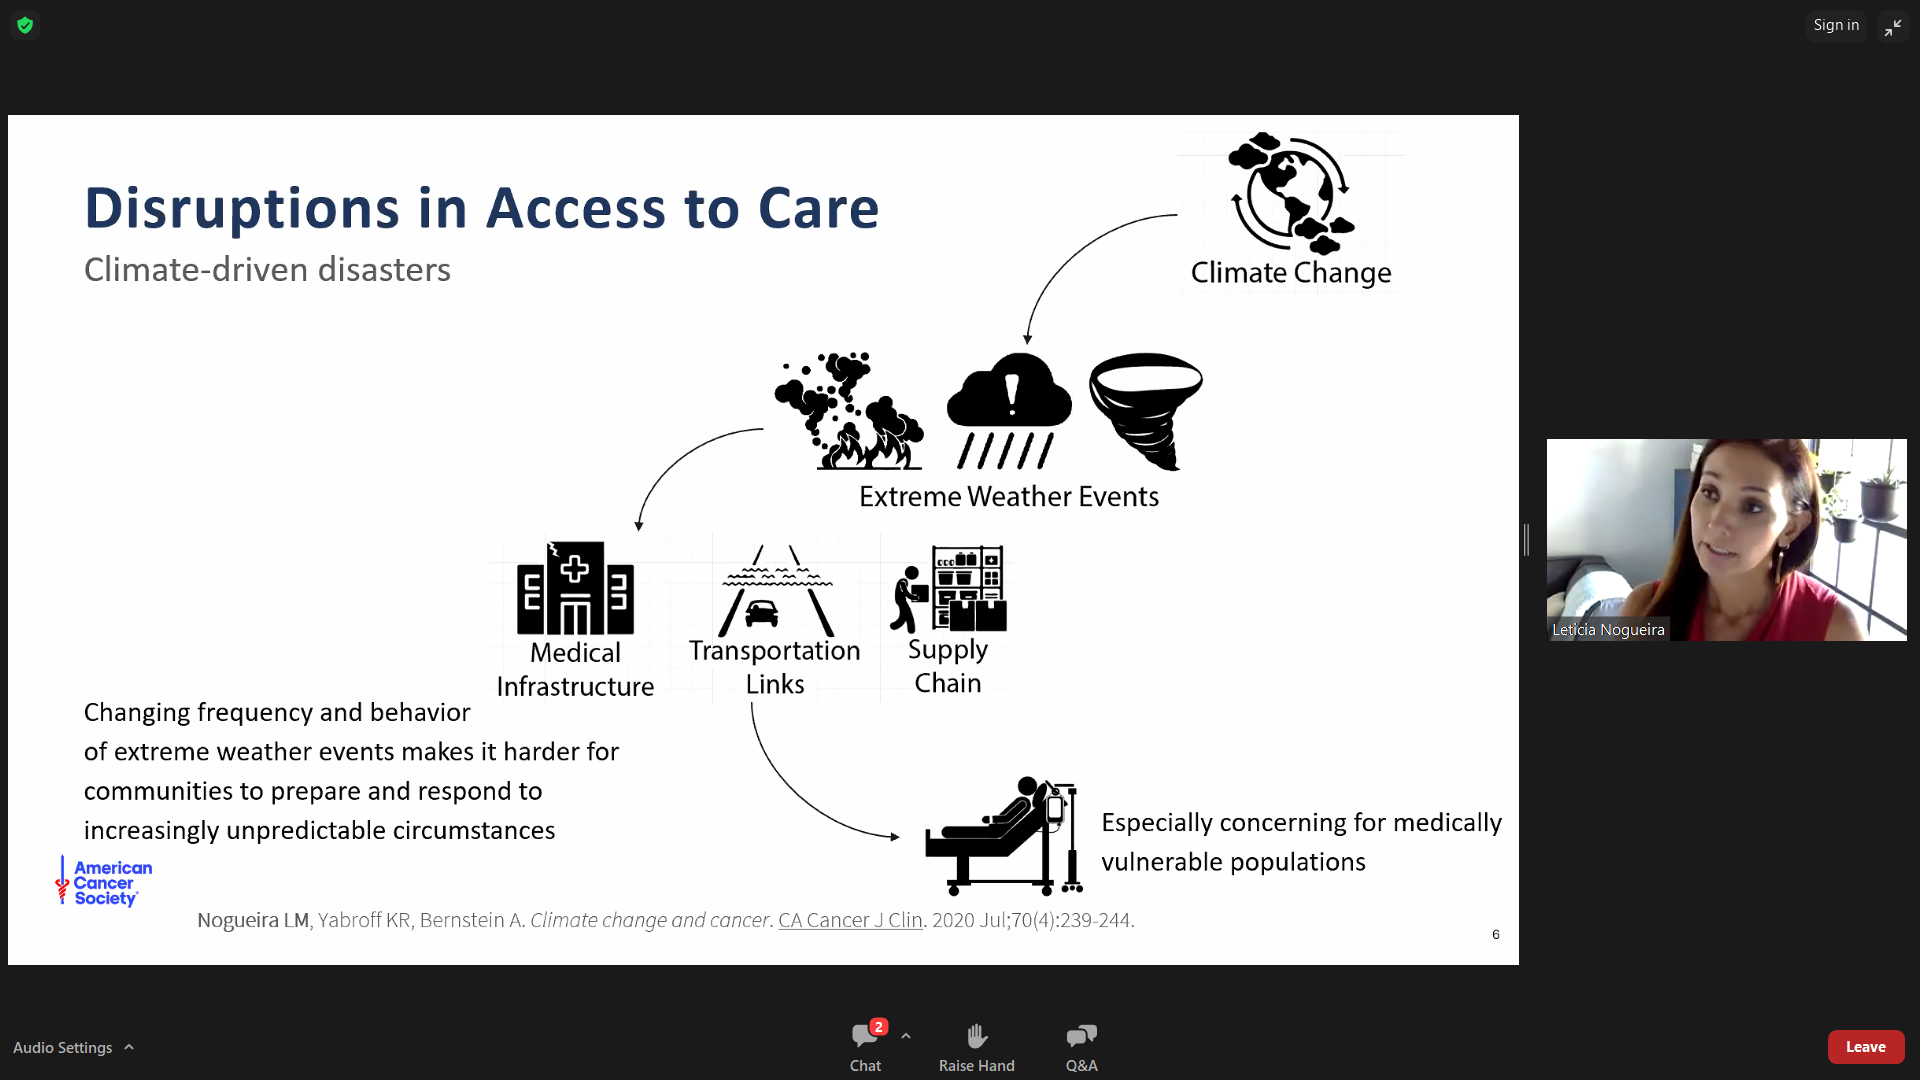 Sign in
Disruptions in Access to Care
Climate-driven disasters
Climate Change
Extreme Weather Events
Medical
Infrastructure
Transportation
Links
Supply
Chain
Changing frequency and behavior
of extreme weather events makes it harder for
communities to prepare and respond to
increasingly unpredictable circumstances
Especially concerning for medically
vulnerable populations
American
Cancer
Society
Nogueira LM, Yabroff KR, Bernstein A. Climate change and cancer. CA Cancer J Clin. 2020 Jul;70(4):239-244.
6
Leticia Nogueira
Audio Settings
2
Chat
Raise Hand
Q&A
Leave